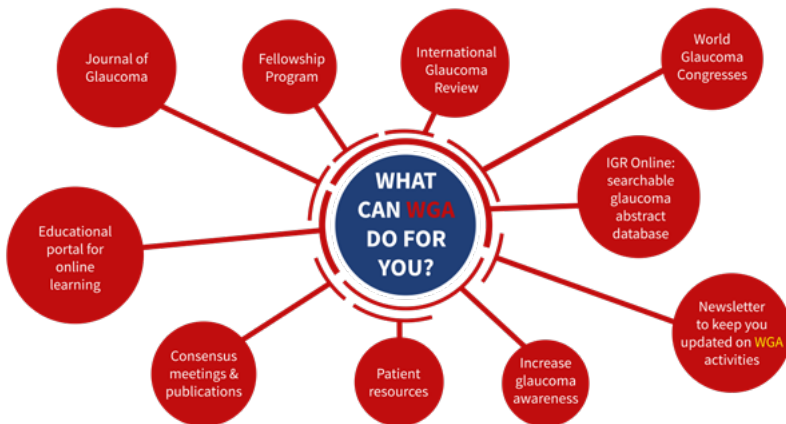 Journal of
Glaucoma
Fellowship
Program
International
Glaucoma
Review
World
Glaucoma
Congresses
WHAT
CAN WGA
DO FOR
YOU?
IGR Online:
searchable
glaucoma
abstract
database
Educational
portal for
online
learning
Newsletter
to keep you
updated on WGA
activities
Consensus
meetings &
publications
Patient
resources
Increase
glaucoma
awareness